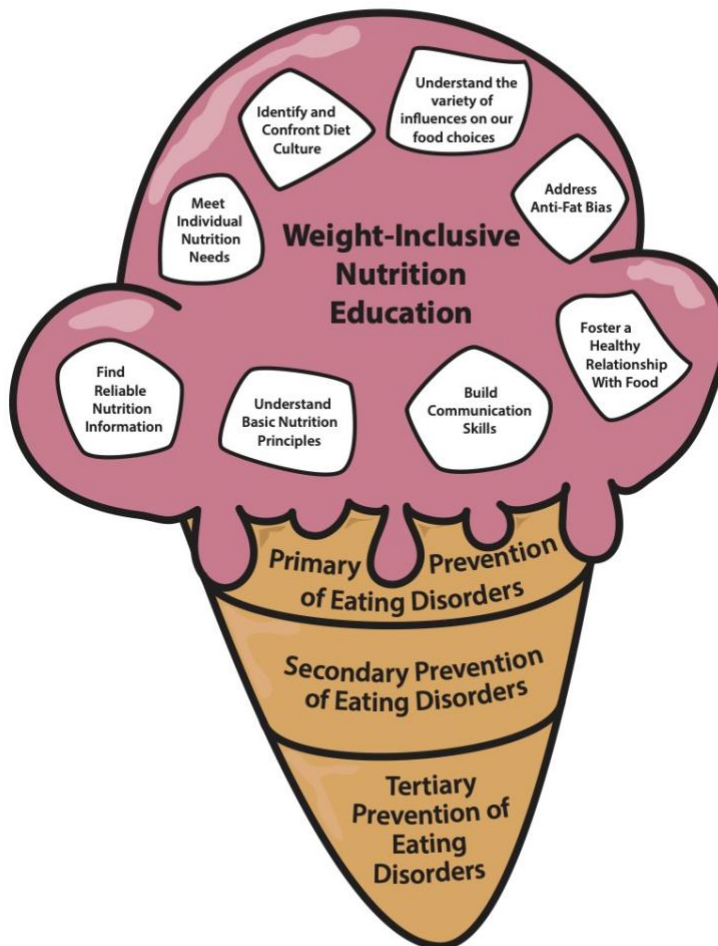 Understand the
variety of
influences on our
food choices
Identify and
Confront Diet
Culture
Address
Anti-Fat Bias
Meet
Individual
Nutrition
Needs
Weight-Inclusive
Nutrition
Education
Foster a
Healthy
Relationship
With Food
Find
Reliable
Nutrition
Information
Understand
Basic Nutrition
Principles
Build
Communication
Skills
Primary Prevention
of Eating Disorders
Secondary Prevention
of Eating Disorders
Tertiary
Prevention of
Eating
Disorders